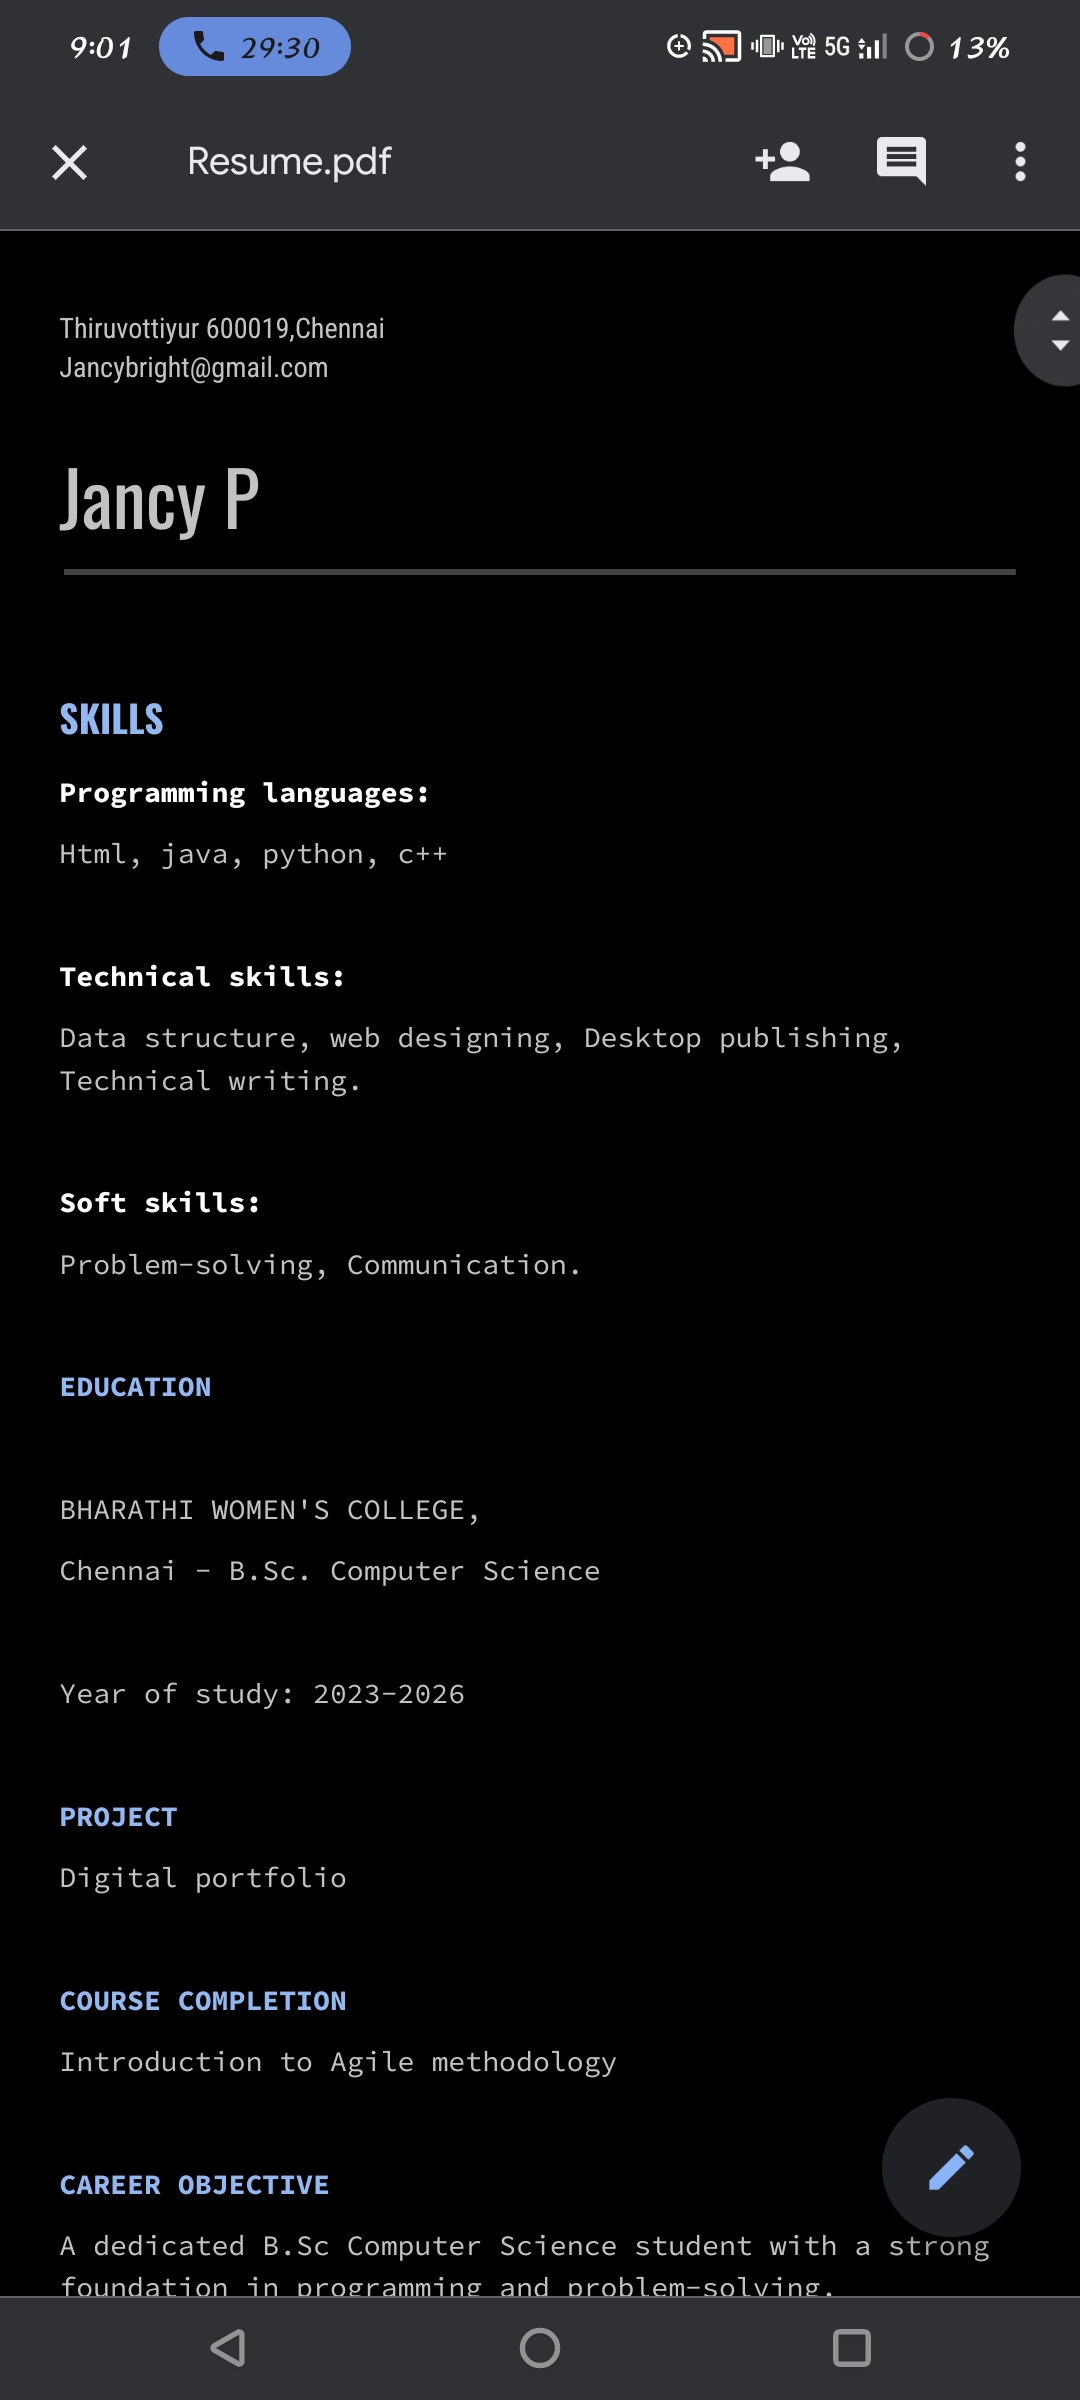 9:01 29:30 Vo) LTE 5G 13%
Resume.pdf
Thiruvottiyur 600019,Chennai
Jancybright@gmail.com
Jancy P
SKILLS
Programming languages:
Html, java, python, c++
Technical skills:
Data structure, web designing, Desktop publishing,
Technical writing.
Soft skills:
Problem-solving, Communication.
EDUCATION
BHARATHI WOMEN'S COLLEGE,
Chennai - B.Sc. Computer Science
Year of study: 2023-2026
PROJECT
Digital portfolio
COURSE COMPLETION
Introduction to Agile methodology
CAREER OBJECTIVE
A dedicated B.Sc Computer Science student with a strong
foundation in programming and problem-solving.